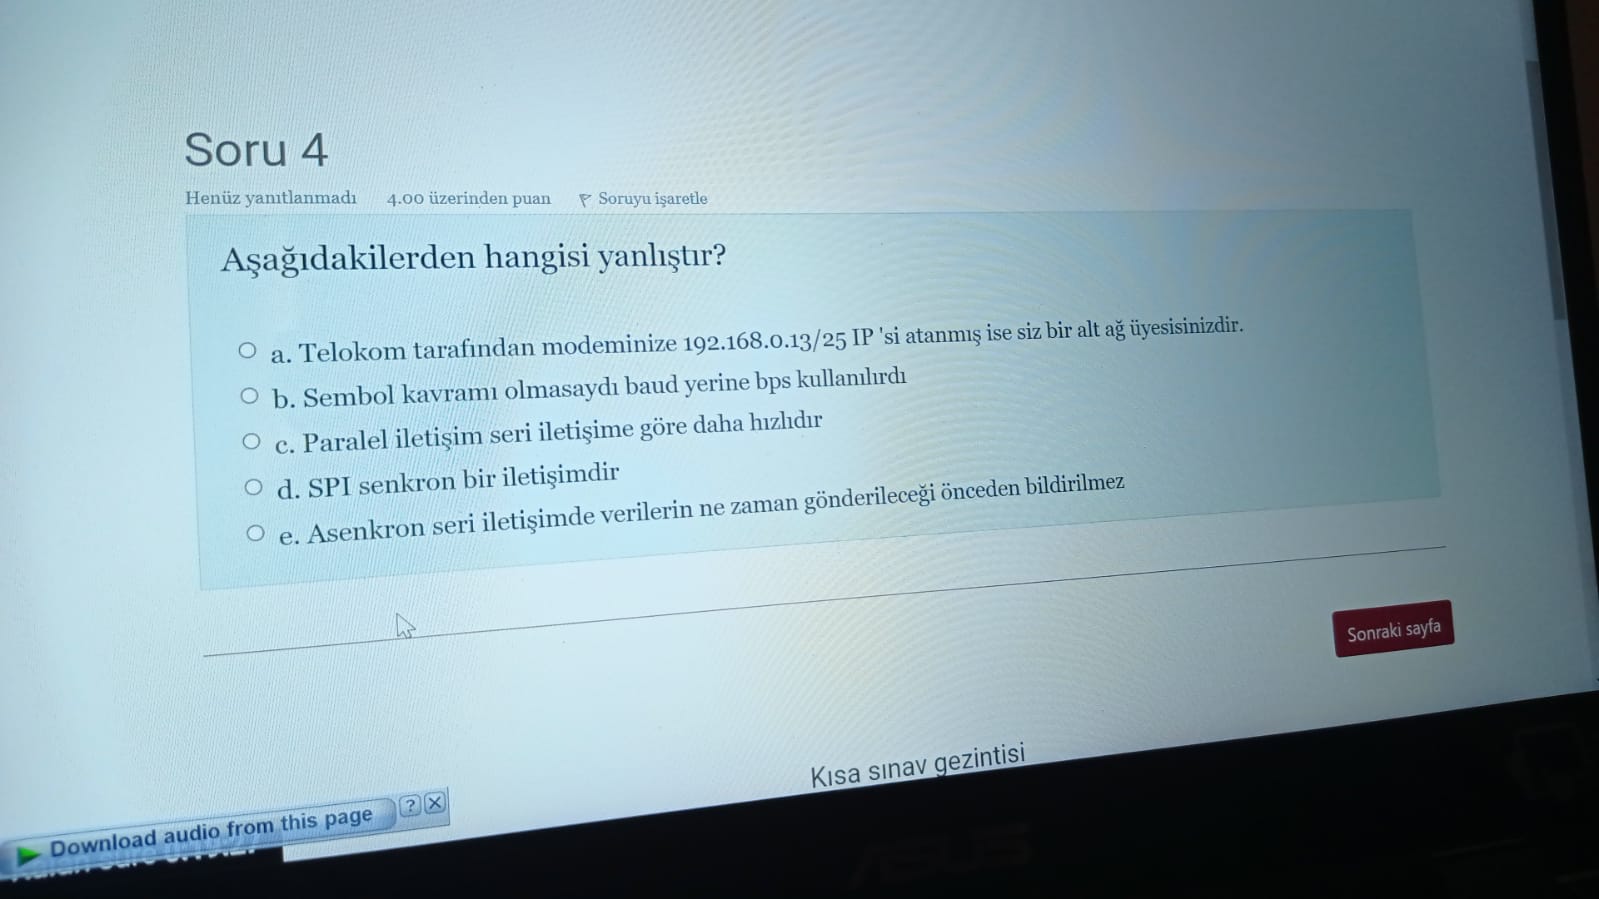 Soru 4
Henüz yanıtlanmadı 4.00 üzerinden puan Soruyu işaretle
Aşağıdakilerden hangisi yanlıştır?
a. Telokom tarafından modeminize 192.168.0.13/25 IP 'si atanmış ise siz bir alt ağ üyesisinizdir.
b. Sembol kavramı olmasaydı baud yerine bps kullanılırdı
c. Paralel iletişim seri iletişime göre daha hızlıdır
d. SPI senkron bir iletişimdir
e. Asenkron seri iletişimde verilerin ne zaman gönderileceği önceden bildirilmez
Sonraki sayfa
Kısa sınav gezintisi
Download audio from this page ? X
ASUS